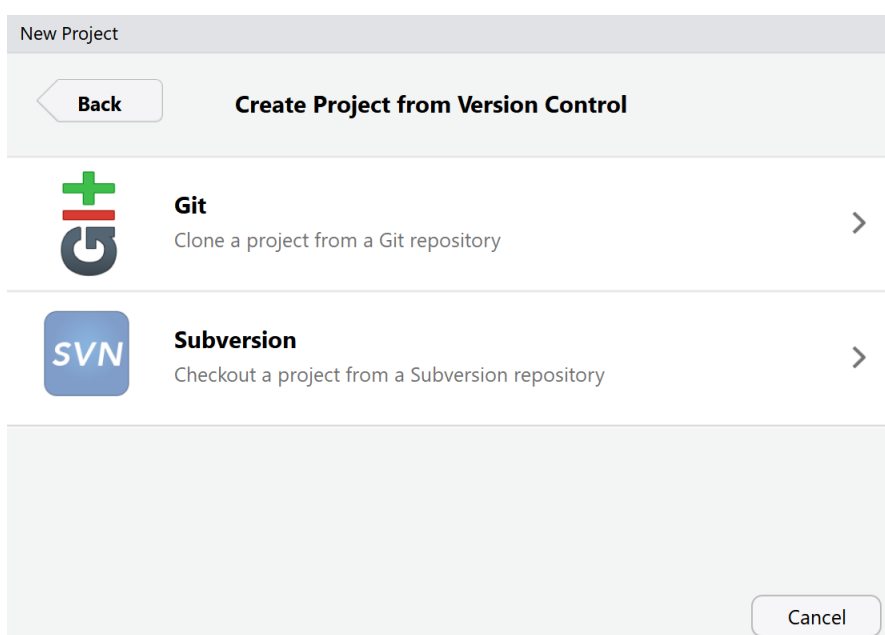 New Project
Back
Create Project from Version Control
Git
Clone a project from a Git repository
git
Subversion
Checkout a project from a Subversion repository
SVN
Cancel